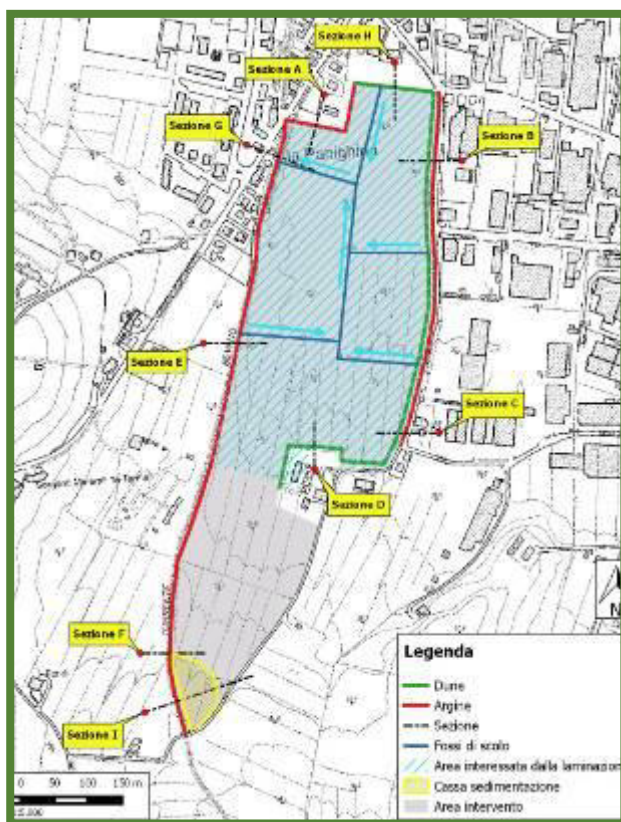 Sezione H
Sezione A
Sezione G
Sezione B
Sezione E
Sezione C
Sezione D
Sezione F
Sezione I
N
Legenda
Dune
Argine
Sezione
Fossi di scolo
Area interessata dalla laminazion
Cassa sedimentazione
Area intervento
0 50 100 150 m